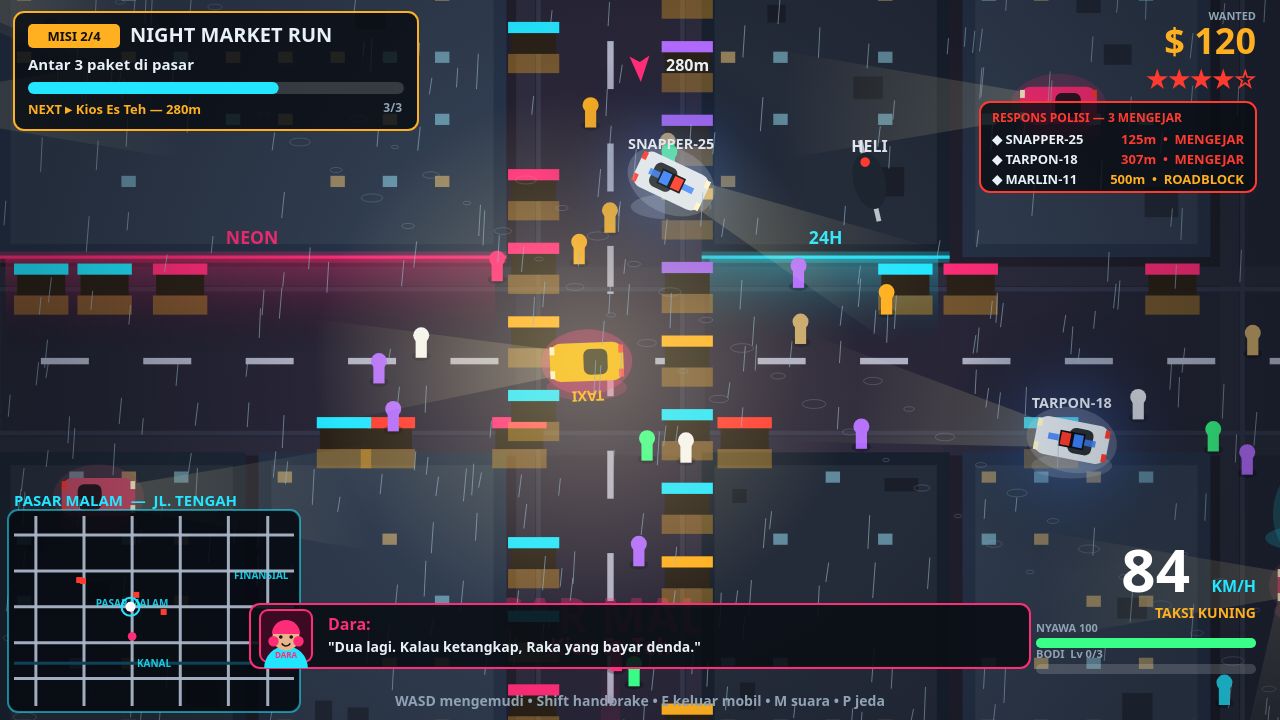 MISI 2/4 NIGHT MARKET RUN
Antar 3 paket di pasar
NEXT ▸ Kios Es Teh — 280m 3/3
280m
WANTED
$ 120
★★★★☆
RESPONS POLISI — 3 MENGEJAR
◆ SNAPPER-25 125m • MENGEJAR
◆ TARPON-18 307m • MENGEJAR
◆ MARLIN-11 500m • ROADBLOCK
SNAPPER-25
HELI
NEON
24H
TAXI
TARPON-18
PASAR MALAM — JL. TENGAH
FINANSIAL
PASAR MALAM
KANAL
84 KM/H
TAKSI KUNING
NYAWA 100
BODI Lv 0/3
DARA
Dara:
"Dua lagi. Kalau ketangkap, Raka yang bayar denda."
WASD mengemudi • Shift handbrake • E keluar mobil • M suara • P jeda